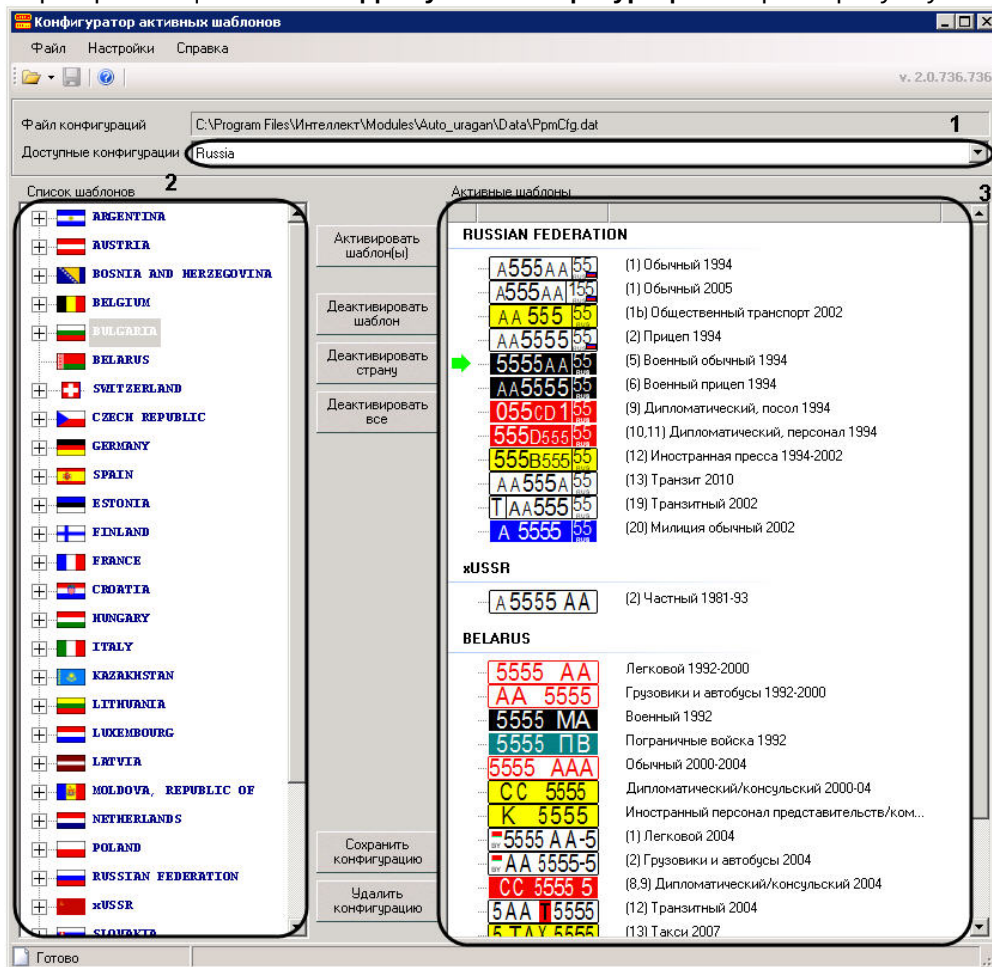 Конфигуратор активных шаблонов
Файл Настройки Справка
v. 2.0.736.736
Файл конфигураций C:\Program Files\Интеллект\Modules\Auto_uragan\Data\PpmCfg.dat
1
Доступные конфигурации Russia
Список шаблонов
2
ARGENTINA
AUSTRIA
BOSNIA AND HERZEGOVINA
BELGIUM
BULGARIA
BELARUS
SWITZERLAND
CZECH REPUBLIC
GERMANY
SPAIN
ESTONIA
FINLAND
FRANCE
CROATIA
HUNGARY
ITALY
KAZAKHSTAN
LITHUANIA
LUXEMBOURG
LATVIA
MOLDOVA, REPUBLIC OF
NETHERLANDS
POLAND
RUSSIAN FEDERATION
xUSSR
SLOVAKIA
Активировать
шаблон(ы)
Деактивировать
шаблон
Деактивировать
страну
Деактивировать
все
Сохранить
конфигурацию
Удалить
конфигурацию
Активные шаблоны
3
RUSSIAN FEDERATION
A555AA 55 (1) Обычный 1994
A555AA 155 (1) Обычный 2005
AA 555 55 (1b) Общественный транспорт 2002
AA5555 55 (2) Прицеп 1994
5555AA 55 (5) Военный обычный 1994
AA5555 55 (6) Военный прицеп 1994
055CD 1 55 (9) Дипломатический, посол 1994
555D555 55 (10,11) Дипломатический, персонал 1994
555B555 55 (12) Иностранная пресса 1994-2002
AA555A 55 (13) Транзит 2010
T AA555 55 (19) Транзитный 2002
A 5555 55 (20) Милиция обычный 2002
xUSSR
A 5555 AA (2) Частный 1981-93
BELARUS
5555 AA Легковой 1992-2000
AA 5555 Грузовики и автобусы 1992-2000
5555 MA Военный 1992
5555 ПВ Пограничные войска 1992
5555 AAA Обычный 2000-2004
CC 5555 Дипломатический/консульский 2000-04
K 5555 Иностранный персонал представительств/ком...
5555 AA-5 (1) Легковой 2004
AA 5555-5 (2) Грузовики и автобусы 2004
CC 5555 5 (8,9) Дипломатический/консульский 2004
5AA T 5555 (12) Транзитный 2004
5 TAX 5555 (13) Такси 2007
Готово